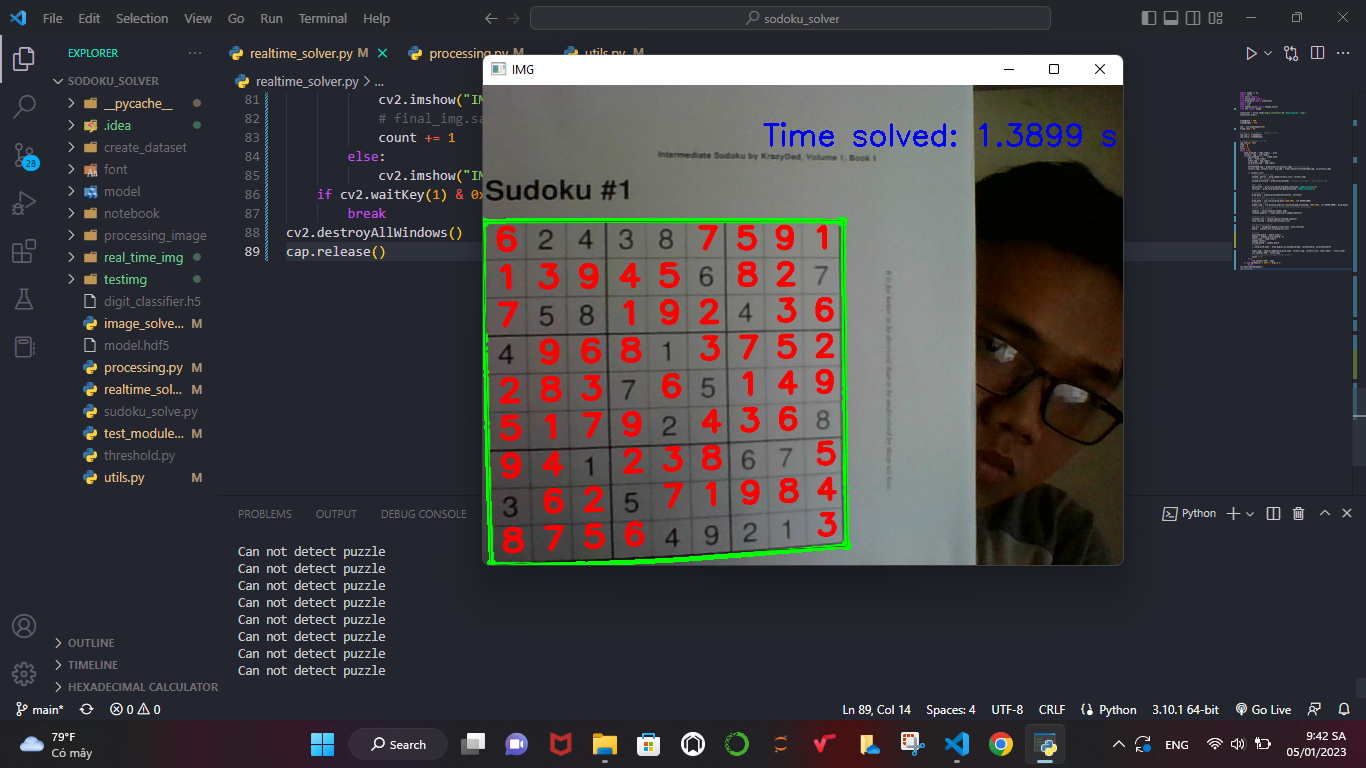 File Edit Selection View Go Run Terminal Help
sodoku_solver
EXPLORER
SODOKU_SOLVER
__pycache__
.idea
create_dataset
font
model
notebook
processing_image
real_time_img
testimg
digit_classifier.h5
image_solve... M
model.hdf5
processing.py M
realtime_sol... M
sudoku_solve.py
test_module... M
threshold.py
utils.py M
OUTLINE
TIMELINE
HEXADECIMAL CALCULATOR
28
realtime_solver.py M
processing.py M
utils.py M
realtime_solver.py > ...
81 cv2.imshow("IM
82 # final_img.sa
83 count += 1
84 else:
85 cv2.imshow("IM
86 if cv2.waitKey(1) & 0x
87 break
88 cv2.destroyAllWindows()
89 cap.release()
IMG
Time solved: 1.3899 s
Intermediate Sudoku by KrazyDad, Volume 1, Book 1
Sudoku #1
6 2 4 3 8 7 5 9 1
1 3 9 4 5 6 8 2 7
7 5 8 1 9 2 4 3 6
4 9 6 8 1 3 7 5 2
2 8 3 7 6 5 1 4 9
5 1 7 9 2 4 3 6 8
9 4 1 2 3 8 6 7 5
3 6 2 5 7 1 9 8 4
8 7 5 6 4 9 2 1 3
PROBLEMS OUTPUT DEBUG CONSOLE
Python
Can not detect puzzle
Can not detect puzzle
Can not detect puzzle
Can not detect puzzle
Can not detect puzzle
Can not detect puzzle
Can not detect puzzle
Can not detect puzzle
main* 0 0
Ln 89, Col 14 Spaces: 4 UTF-8 CRLF Python 3.10.1 64-bit Go Live
79°F
Có mây
Search
ENG
9:42 SA
05/01/2023